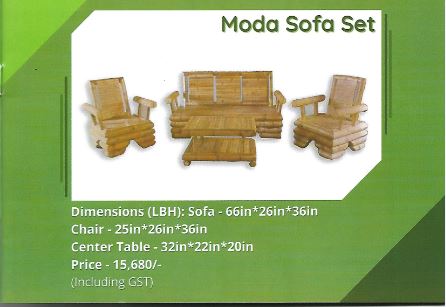 Moda Sofa Set
Dimensions (LBH): Sofa - 66in*26in*36in
Chair - 25in*26in*36in
Center Table - 32in*22in*20in
Price - 15,680/-
(Including GST)